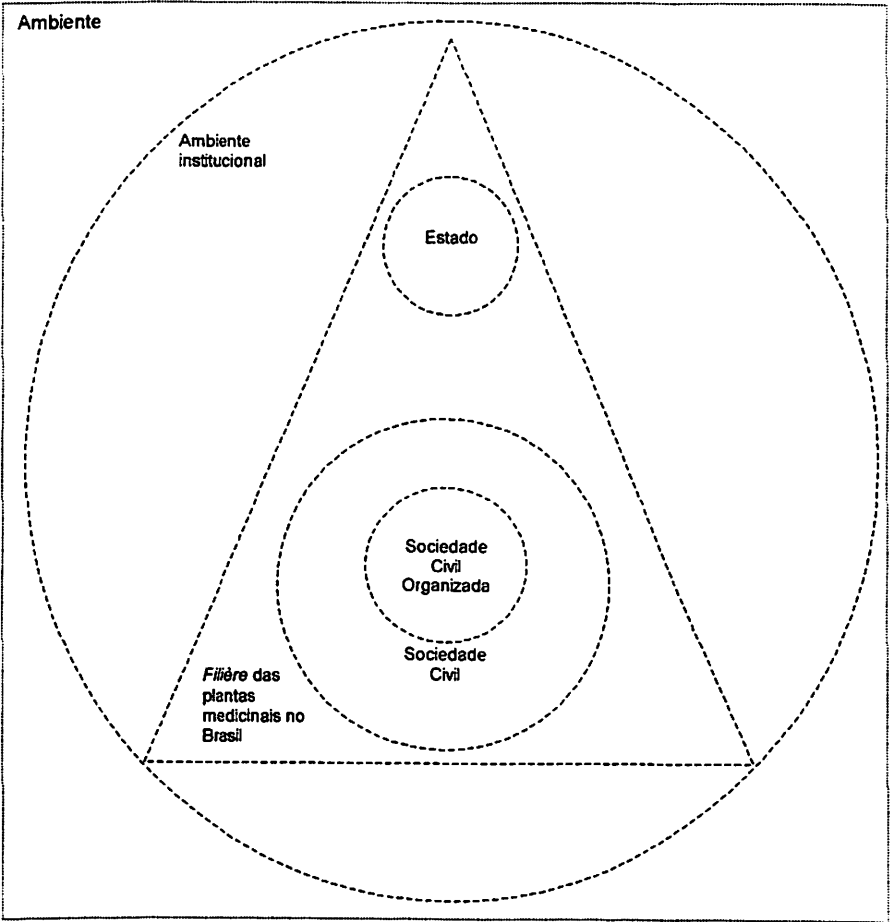 Ambiente
Ambiente
institucional
Estado
Sociedade
Civil
Organizada
Sociedade
Civil
Filière das
plantas
medicinais no
Brasil